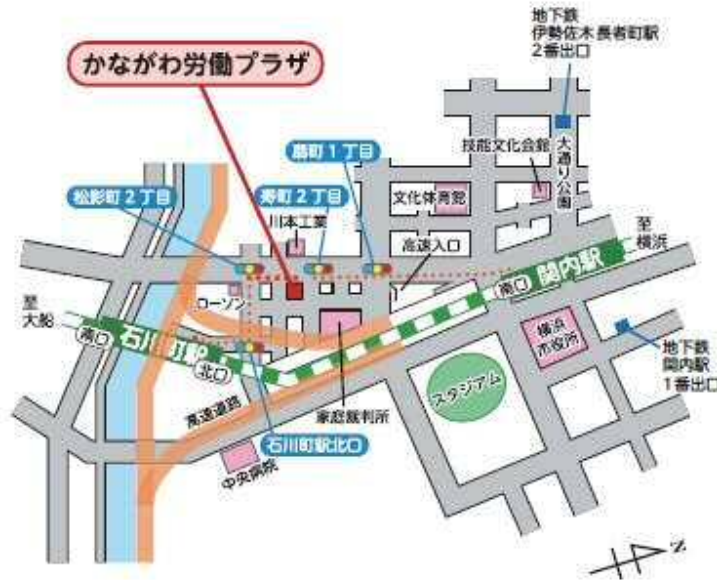 地下鉄
伊勢佐木長者町駅
2番出口
かながわ労働プラザ
扇町1丁目
技能文化会館
大通り公園
松影町2丁目
寿町2丁目
文化体育館
川本工業
高速入口
至
横浜
ローソン
南口
関内駅
至
大船
南口
石川町駅
北口
横浜
市役所
スタジアム
地下鉄
関内駅
1番出口
高速道路
家庭裁判所
石川町駅北口
中央病院
N